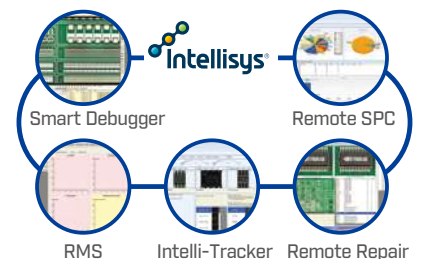 Intellisys®
Smart Debugger
Remote SPC
RMS
Intelli-Tracker
Remote Repair